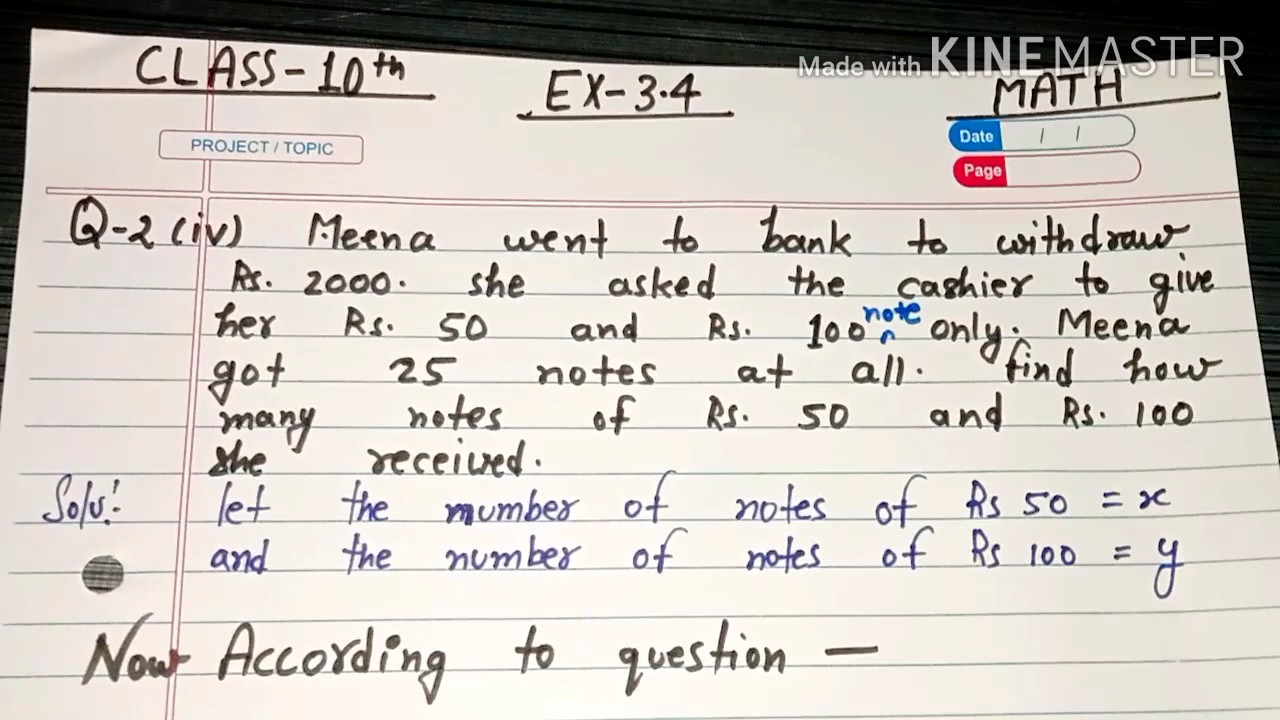 Made with KINEMASTER
CLASS-10th EX-3.4 MATH
PROJECT / TOPIC
Date / /
Page
Q-2 (iv) Meena went to bank to withdraw
Rs. 2000. she asked the cashier to give
her Rs. 50 and Rs. 100 note only. Meena
got 25 notes at all. find how
many notes of Rs. 50 and Rs. 100
she received.
Solu: let the number of notes of Rs 50 = x
and the number of notes of Rs 100 = y
Now According to question —